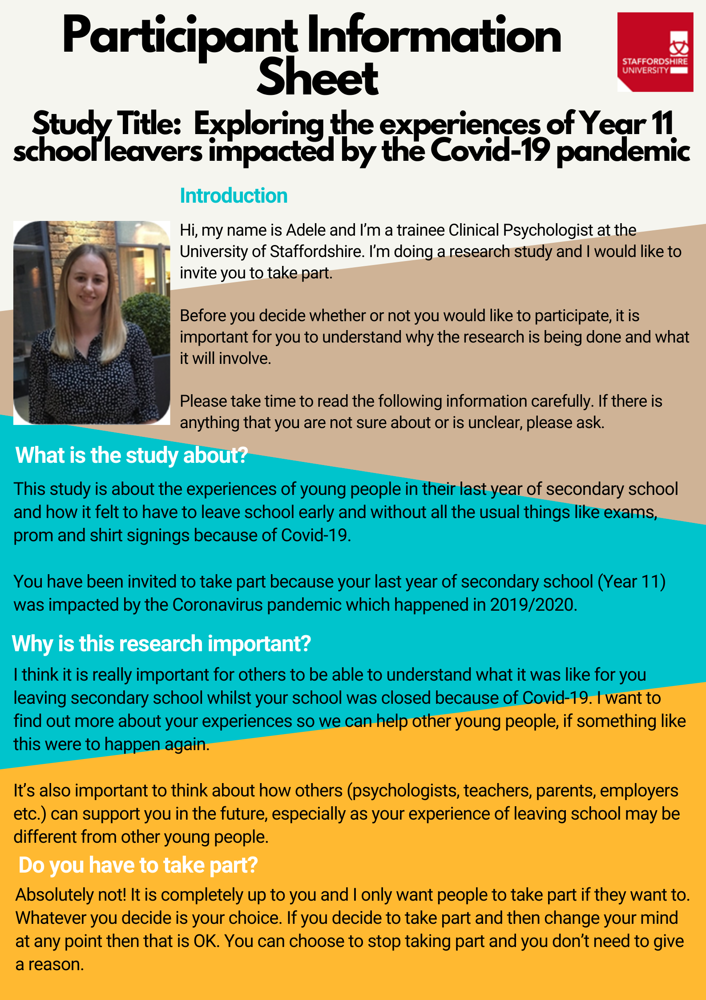 Participant Information
Sheet
STAFFORDSHIRE
UNIVERSITY
Study Title:  Exploring the experiences of Year 11
school leavers impacted by the Covid-19 pandemic
Introduction
Hi, my name is Adele and I’m a trainee Clinical Psychologist at the
University of Staffordshire. I’m doing a research study and I would like to
invite you to take part.
Before you decide whether or not you would like to participate, it is
important for you to understand why the research is being done and what
it will involve.
Please take time to read the following information carefully. If there is
anything that you are not sure about or is unclear, please ask.
What is the study about?
This study is about the experiences of young people in their last year of secondary school
and how it felt to have to leave school early and without all the usual things like exams,
prom and shirt signings because of Covid-19.
You have been invited to take part because your last year of secondary school (Year 11)
was impacted by the Coronavirus pandemic which happened in 2019/2020.
Why is this research important?
I think it is really important for others to be able to understand what it was like for you
leaving secondary school whilst your school was closed because of Covid-19. I want to
find out more about your experiences so we can help other young people, if something like
this were to happen again.
It’s also important to think about how others (psychologists, teachers, parents, employers
etc.) can support you in the future, especially as your experience of leaving school may be
different from other young people.
Do you have to take part?
Absolutely not! It is completely up to you and I only want people to take part if they want to.
Whatever you decide is your choice. If you decide to take part and then change your mind
at any point then that is OK. You can choose to stop taking part and you don’t need to give
a reason.